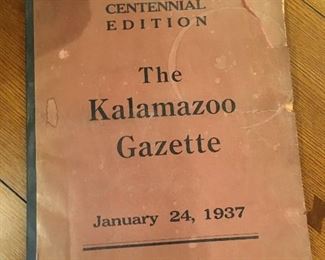 CENTENNIAL
EDITION
The
Kalamazoo
Gazette
January 24, 1937